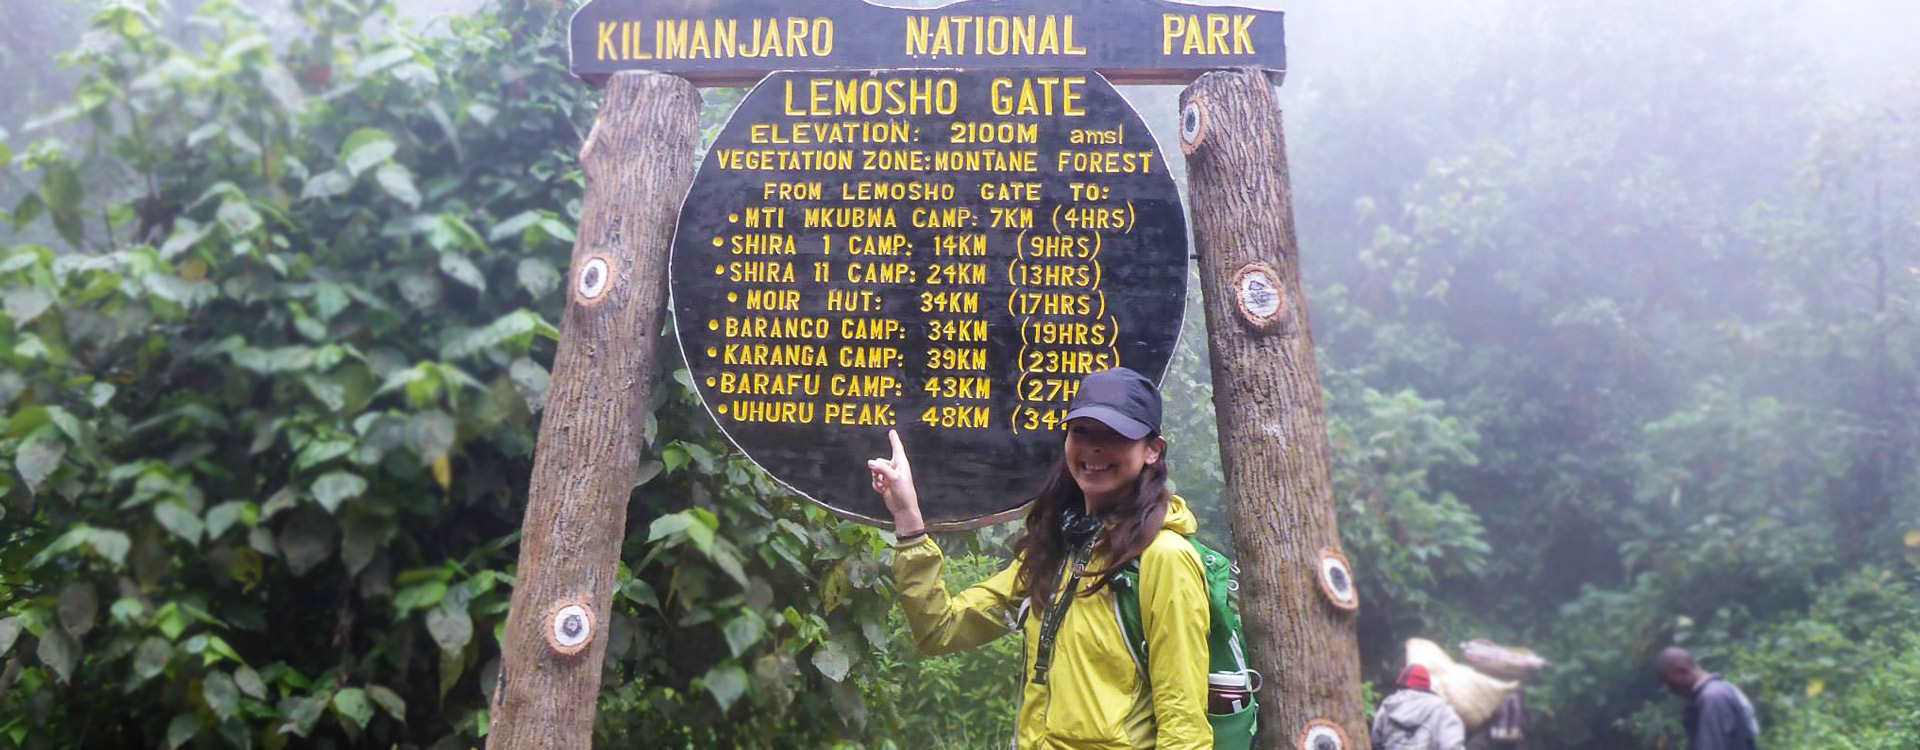 KILIMANJARO NATIONAL PARK
LEMOSHO GATE
ELEVATION: 2100M amsl
VEGETATION ZONE:MONTANE FOREST
FROM LEMOSHO GATE TO:
•MTI MKUBWA CAMP: 7KM (4HRS)
•SHIRA 1 CAMP: 14KM (9HRS)
•SHIRA 11 CAMP: 24KM (13HRS)
•MOIR HUT: 34KM (17HRS)
•BARANCO CAMP: 34KM (19HRS)
•KARANGA CAMP: 39KM (23HRS)
•BARAFU CAMP: 43KM (27H
•UHURU PEAK: 48KM (34